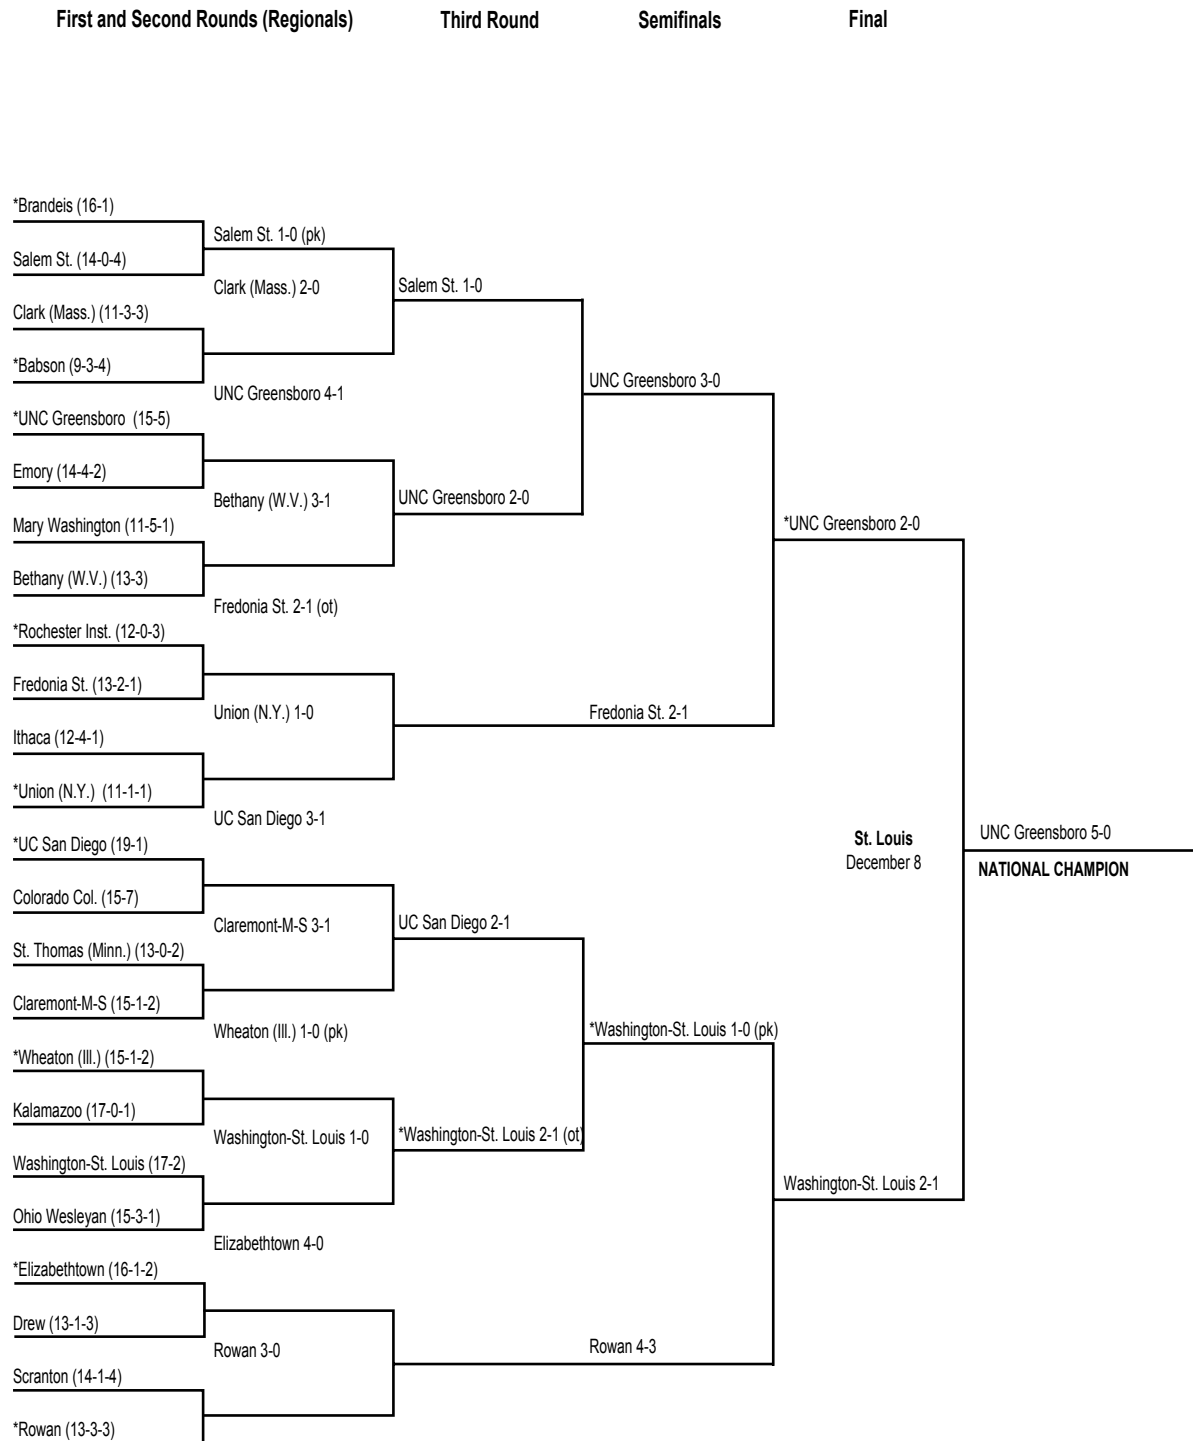 First and Second Rounds (Regionals)
Third Round
Semifinals
Final
*Brandeis (16-1)
Salem St. (14-0-4)
Clark (Mass.) (11-3-3)
*Babson (9-3-4)
*UNC Greensboro (15-5)
Emory (14-4-2)
Mary Washington (11-5-1)
Bethany (W.V.) (13-3)
*Rochester Inst. (12-0-3)
Fredonia St. (13-2-1)
Ithaca (12-4-1)
*Union (N.Y.) (11-1-1)
*UC San Diego (19-1)
Colorado Col. (15-7)
St. Thomas (Minn.) (13-0-2)
Claremont-M-S (15-1-2)
*Wheaton (Ill.) (15-1-2)
Kalamazoo (17-0-1)
Washington-St. Louis (17-2)
Ohio Wesleyan (15-3-1)
*Elizabethtown (16-1-2)
Drew (13-1-3)
Scranton (14-1-4)
*Rowan (13-3-3)
Salem St. 1-0 (pk)
Clark (Mass.) 2-0
UNC Greensboro 4-1
Bethany (W.V.) 3-1
Fredonia St. 2-1 (ot)
Union (N.Y.) 1-0
UC San Diego 3-1
Claremont-M-S 3-1
Wheaton (Ill.) 1-0 (pk)
Washington-St. Louis 1-0
Elizabethtown 4-0
Rowan 3-0
Salem St. 1-0
UNC Greensboro 2-0
UC San Diego 2-1
*Washington-St. Louis 2-1 (ot)
UNC Greensboro 3-0
Fredonia St. 2-1
*Washington-St. Louis 1-0 (pk)
Rowan 4-3
*UNC Greensboro 2-0
Washington-St. Louis 2-1
St. Louis
December 8
UNC Greensboro 5-0
NATIONAL CHAMPION